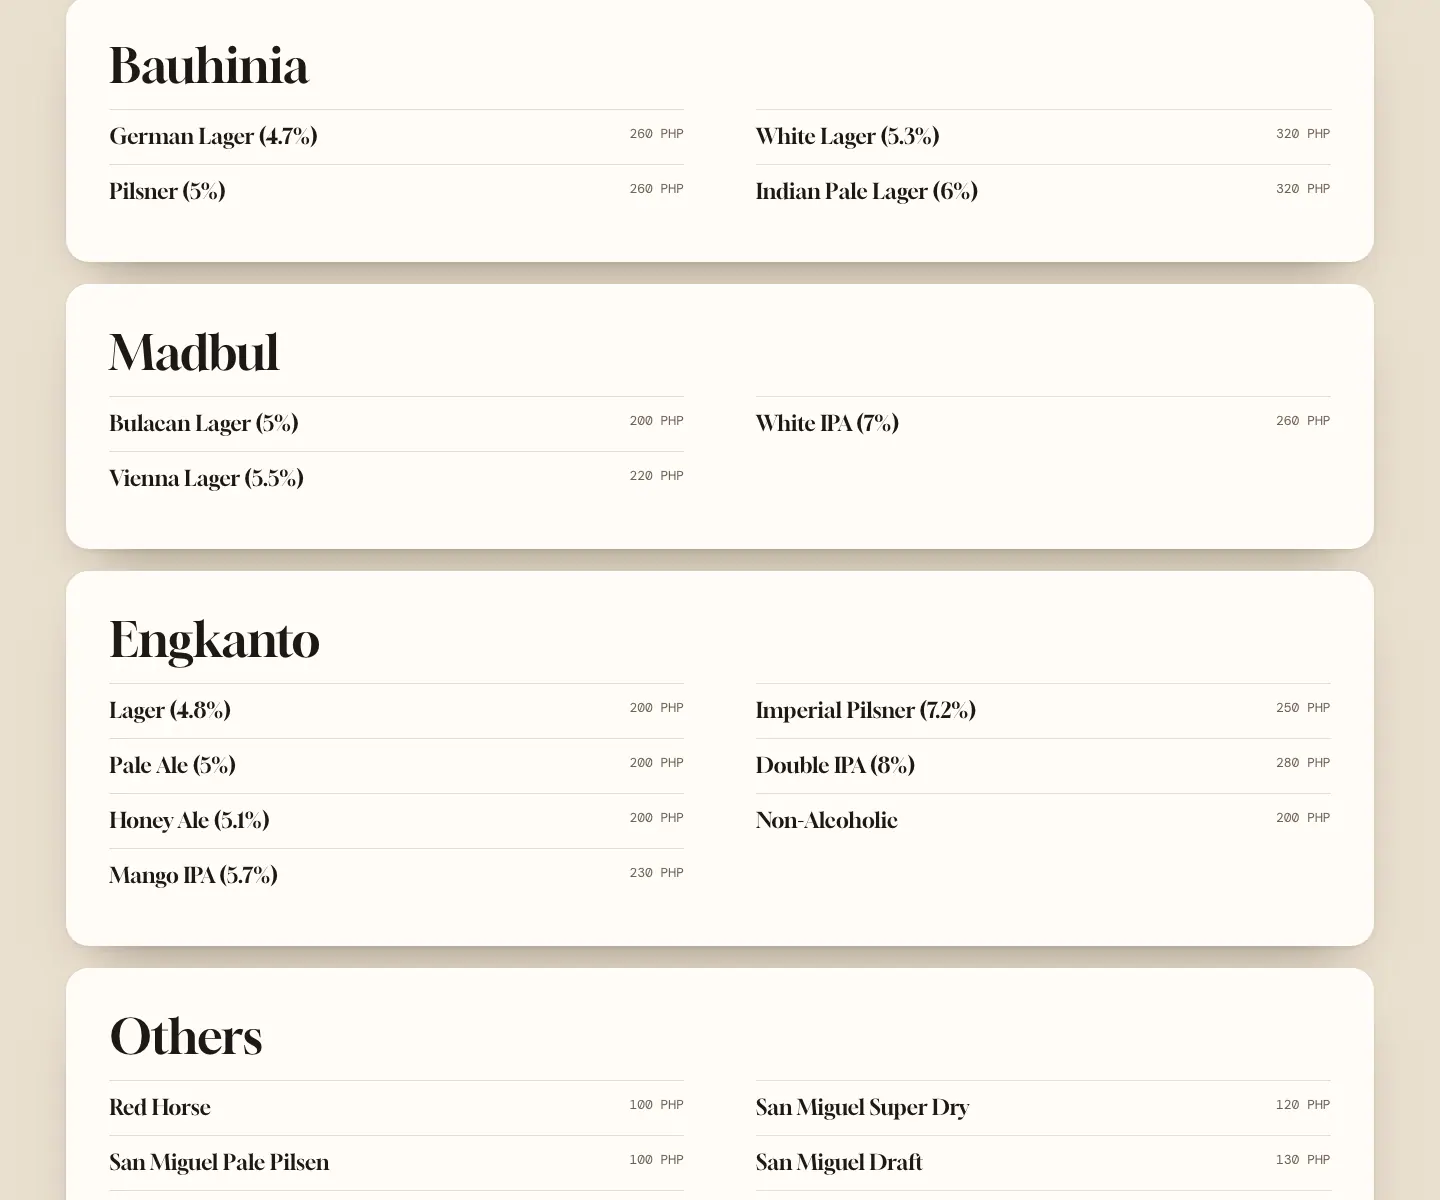 Bauhinia
German Lager (4.7%) 260 PHP
Pilsner (5%) 260 PHP
White Lager (5.3%) 320 PHP
Indian Pale Lager (6%) 320 PHP
Madbul
Bulacan Lager (5%) 200 PHP
Vienna Lager (5.5%) 220 PHP
White IPA (7%) 260 PHP
Engkanto
Lager (4.8%) 200 PHP
Pale Ale (5%) 200 PHP
Honey Ale (5.1%) 200 PHP
Mango IPA (5.7%) 230 PHP
Imperial Pilsner (7.2%) 250 PHP
Double IPA (8%) 280 PHP
Non-Alcoholic 200 PHP
Others
Red Horse 100 PHP
San Miguel Pale Pilsen 100 PHP
San Miguel Super Dry 120 PHP
San Miguel Draft 130 PHP